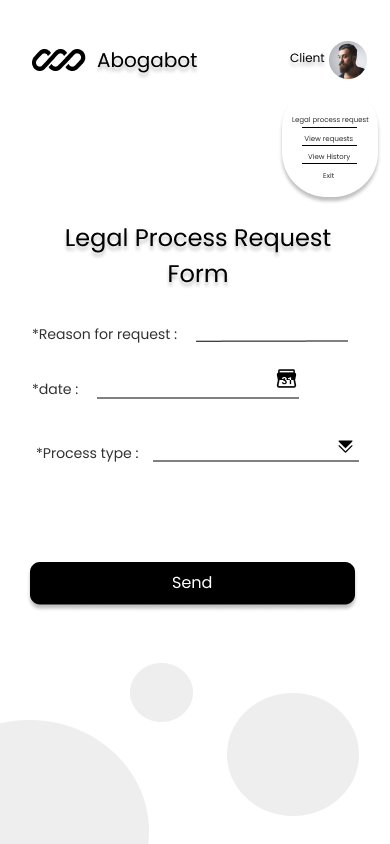 Abogabot
Client
Legal process request
View requests
View History
Exit
Legal Process Request
Form
*Reason for request :
*date :
31
*Process type :
Send